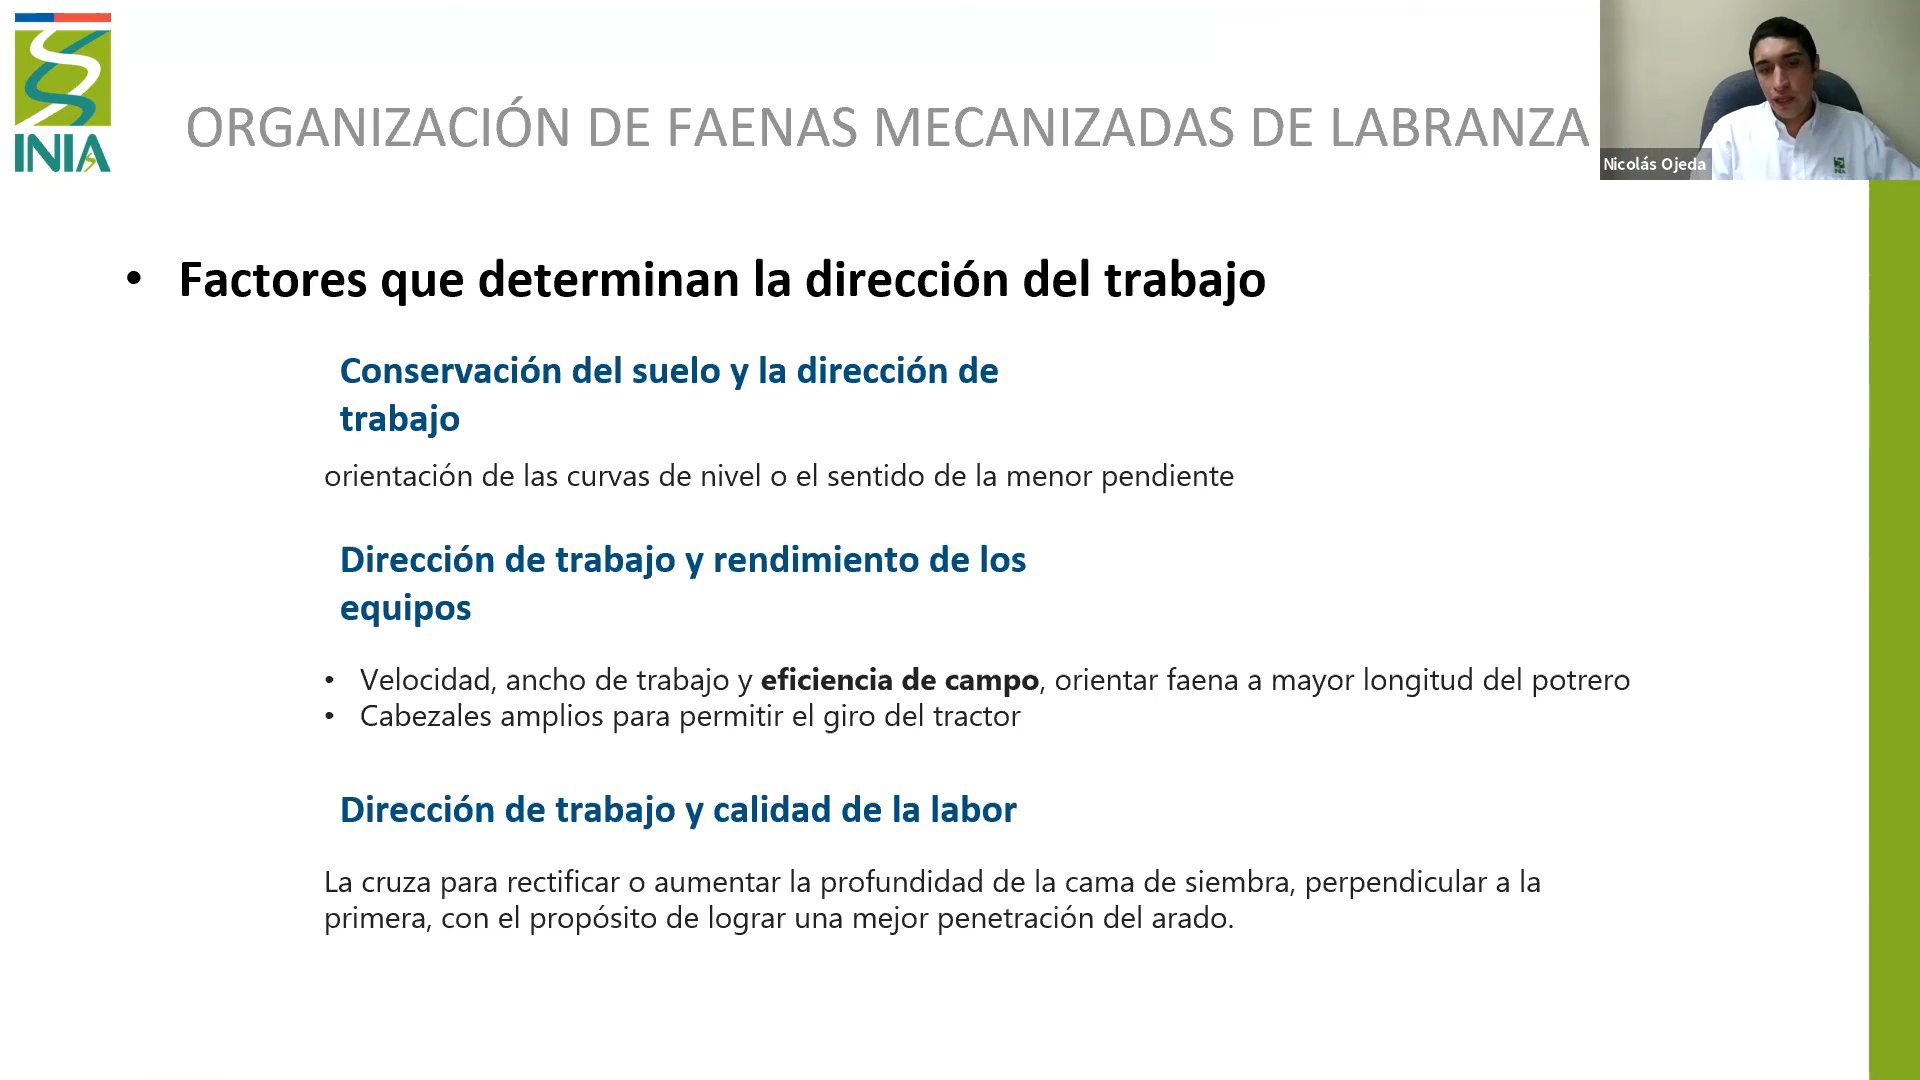 INIA
ORGANIZACIÓN DE FAENAS MECANIZADAS DE LABRANZA
Nicolás Ojeda
INIA
• Factores que determinan la dirección del trabajo
Conservación del suelo y la dirección de
trabajo
orientación de las curvas de nivel o el sentido de la menor pendiente
Dirección de trabajo y rendimiento de los
equipos
• Velocidad, ancho de trabajo y eficiencia de campo, orientar faena a mayor longitud del potrero
• Cabezales amplios para permitir el giro del tractor
Dirección de trabajo y calidad de la labor
La cruza para rectificar o aumentar la profundidad de la cama de siembra, perpendicular a la
primera, con el propósito de lograr una mejor penetración del arado.